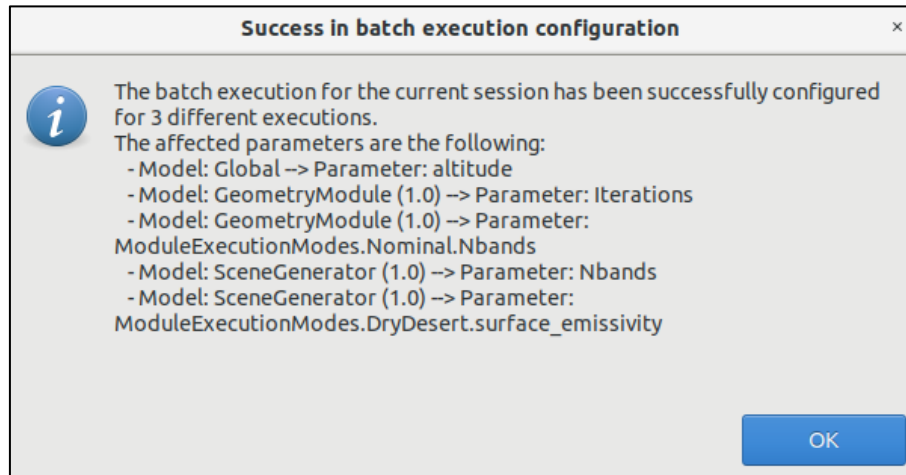 Success in batch execution configuration
×
The batch execution for the current session has been successfully configured
for 3 different executions.
The affected parameters are the following:
- Model: Global --> Parameter: altitude
- Model: GeometryModule (1.0) --> Parameter: Iterations
- Model: GeometryModule (1.0) --> Parameter:
ModuleExecutionModes.Nominal.Nbands
- Model: SceneGenerator (1.0) --> Parameter: Nbands
- Model: SceneGenerator (1.0) --> Parameter:
ModuleExecutionModes.DryDesert.surface_emissivity
OK